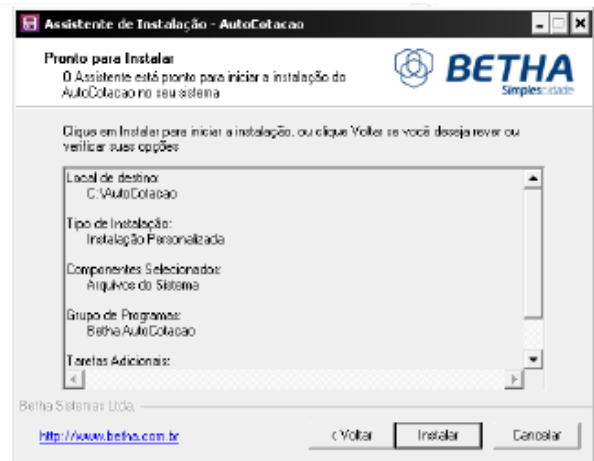 Assistente de Instalação - AutoCotacao
Pronto para Instalar
O Assistente está pronto para iniciar a instalação do
AutoCotacao no seu sistema
BETHA
Simplescidade
Clique em Instalar para iniciar a instalação, ou clique Voltar se você deseja rever ou
verificar suas opções
Local de destino:
C:\AutoCotacao
Tipo de Instalação:
Instalação Personalizada
Componentes Selecionados:
Arquivos do Sistema
Grupo de Programas:
Betha AutoCotacao
Tarefas Adicionais:
Betha Sistemas Ltda.
http://www.betha.com.br
< Voltar
Instalar
Cancelar